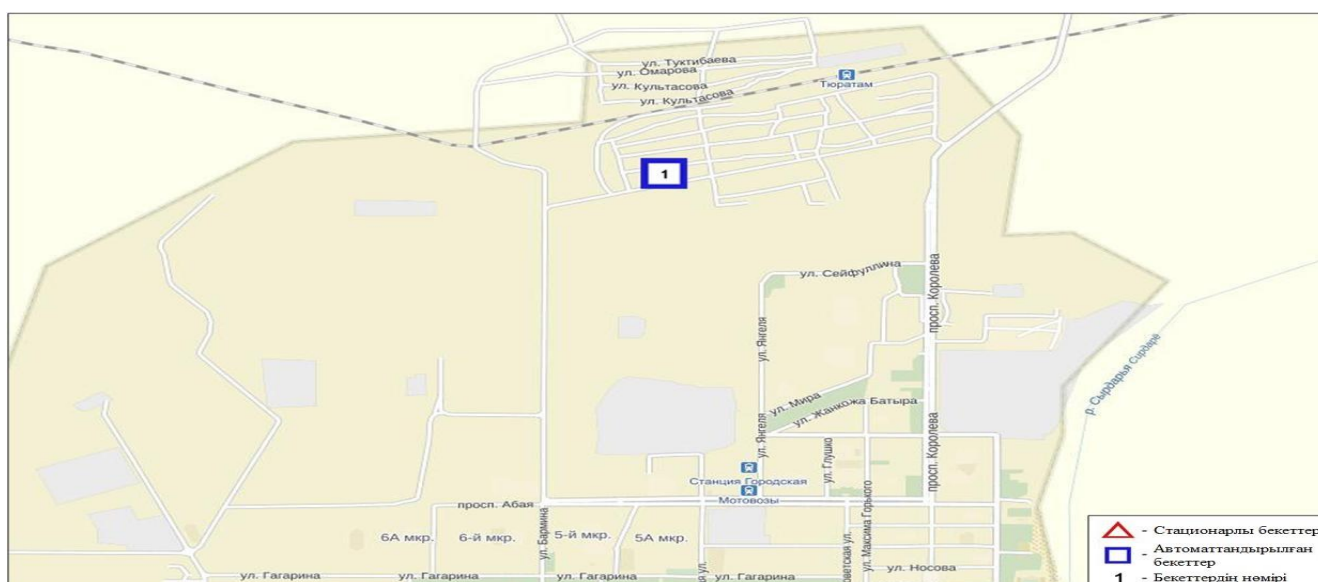 ул. Туктибаева
ул. Омарова
ул. Культасова
ул. Культасова
Тюратам
1
ул. Сейфуллина
просп. Королева
ул. Янгеля
р. Сырдарья Сирдарё
ул. Мира
ул. Жанкожа Батыра
ул. Янгеля
ул. Глушко
просп. Королева
Станция Городская
Мотовозы
ул. Максима Горького
просп. Абая
ул. Бармина
6А мкр.
6-й мкр.
5-й мкр.
5А мкр.
ул. Носова
ул. Гагарина
ул. Гагарина
ул. Гагарина
ул. Гагарина
- Стационарлы бекеттер
- Автоматтандырылған
бекеттер
1 - Бекеттердің нөмірі